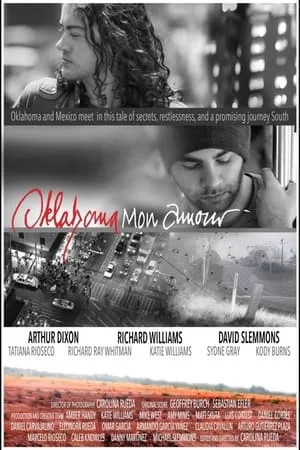 Oklahoma and Mexico meet in this tale of secrets, restlessness, and a promising journey South
Oklahoma Mon amour
ARTHUR DIXON RICHARD WILLIAMS DAVID SLEMMONS
TATIANA RIOSECO RICHARD RAY WHITMAN KATIE WILLIAMS SYDNE GRAY KODY BURNS
DIRECTOR OF PHOTOGRAPHY CAROLINA RUEDA ORIGINAL SCORE GEOFFREY BURCH SEBASTIAN EFLER
PRODUCTION AND CREATIVE TEAM AMBER HANDY KATIE WILLIAMS MIKE WEST AMY MINIS MATT LUIS CORTEST DANIEL CORTES
DANIEL CARVAJALINO ELEONORA RUEDA OMAR GARCIA ARMANDO GARCIA YAÑEZ CLAUDIA CAVALLIN ARTURO GUTIERREZ PLAZA
MARCELO RIOSECO CALEB KNOWLES DANNY MARTINEZ MICHAEL SLEMMONS EDITED AND DIRECTED BY CAROLINA RUEDA